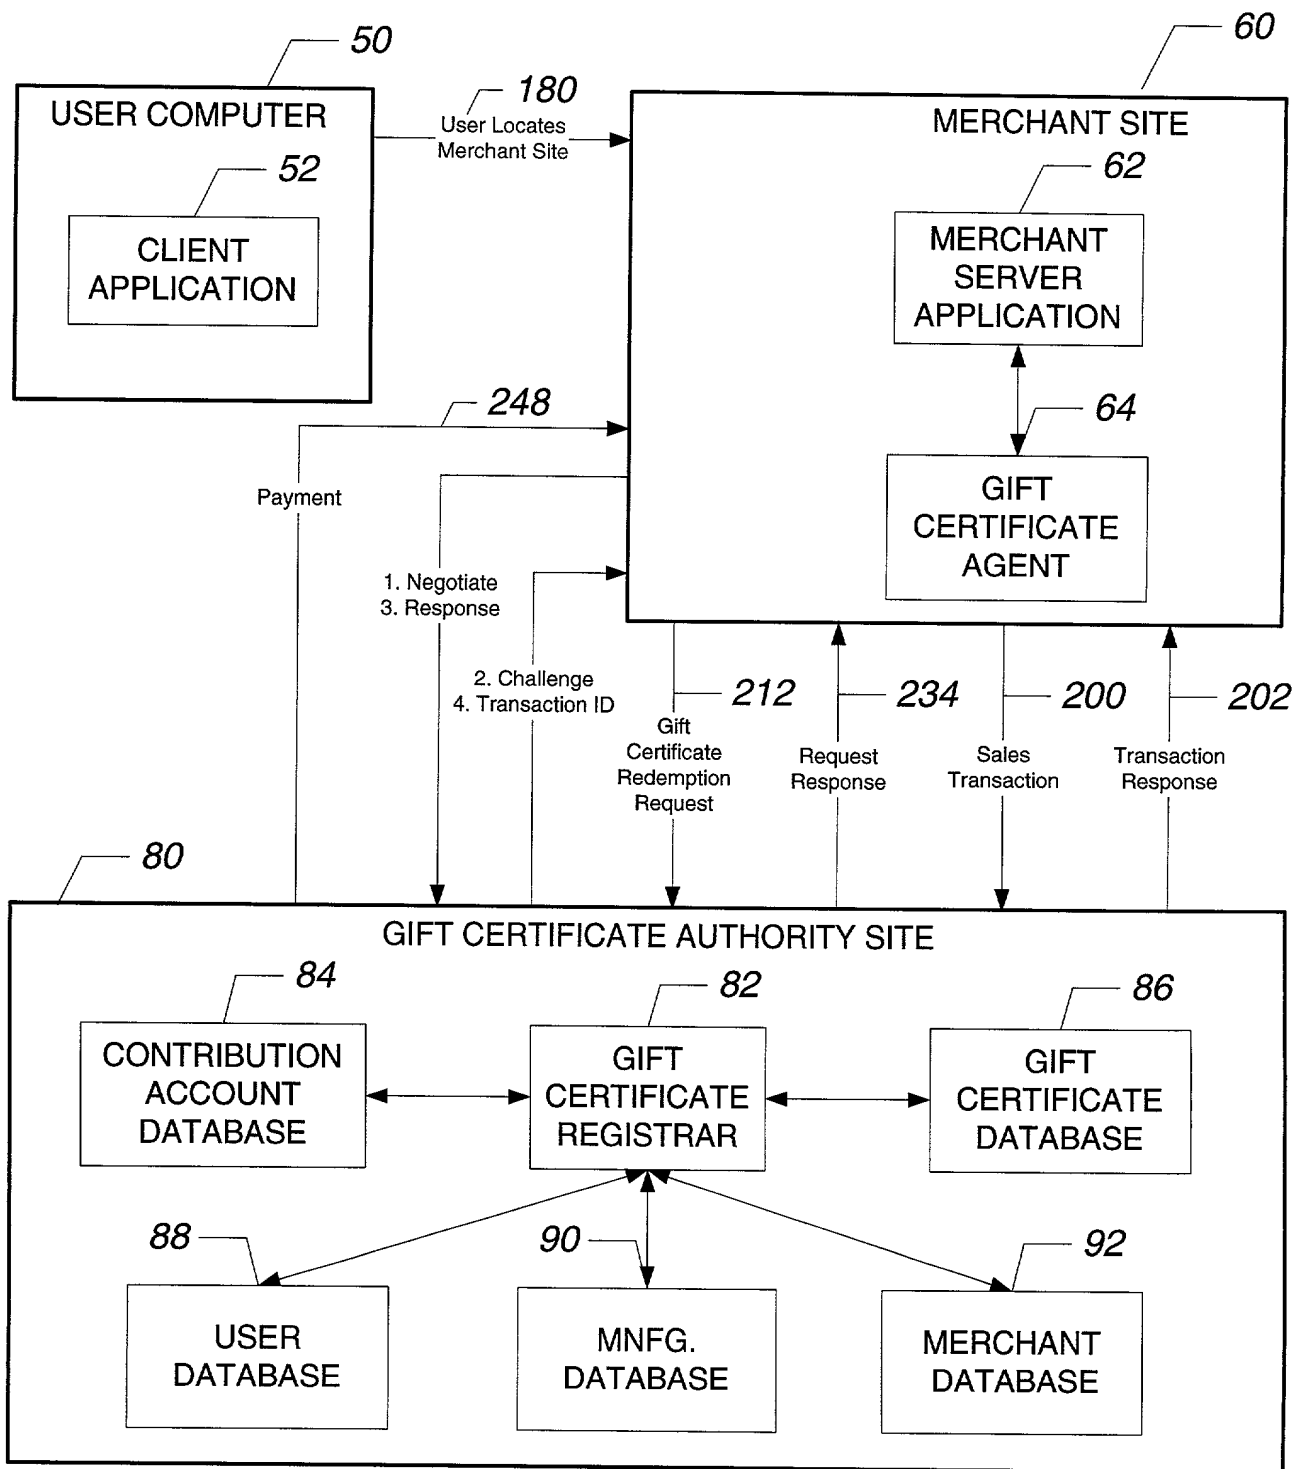 50
60
USER COMPUTER
180
User Locates
Merchant Site
MERCHANT SITE
52
CLIENT
APPLICATION
62
MERCHANT
SERVER
APPLICATION
248
64
Payment
GIFT
CERTIFICATE
AGENT
1. Negotiate
3. Response
2. Challenge
4. Transaction ID
212
Gift
Certificate
Redemption
Request
234
Request
Response
200
Sales
Transaction
202
Transaction
Response
80
GIFT CERTIFICATE AUTHORITY SITE
84
CONTRIBUTION
ACCOUNT
DATABASE
82
GIFT
CERTIFICATE
REGISTRAR
86
GIFT
CERTIFICATE
DATABASE
88
USER
DATABASE
90
MNFG.
DATABASE
92
MERCHANT
DATABASE